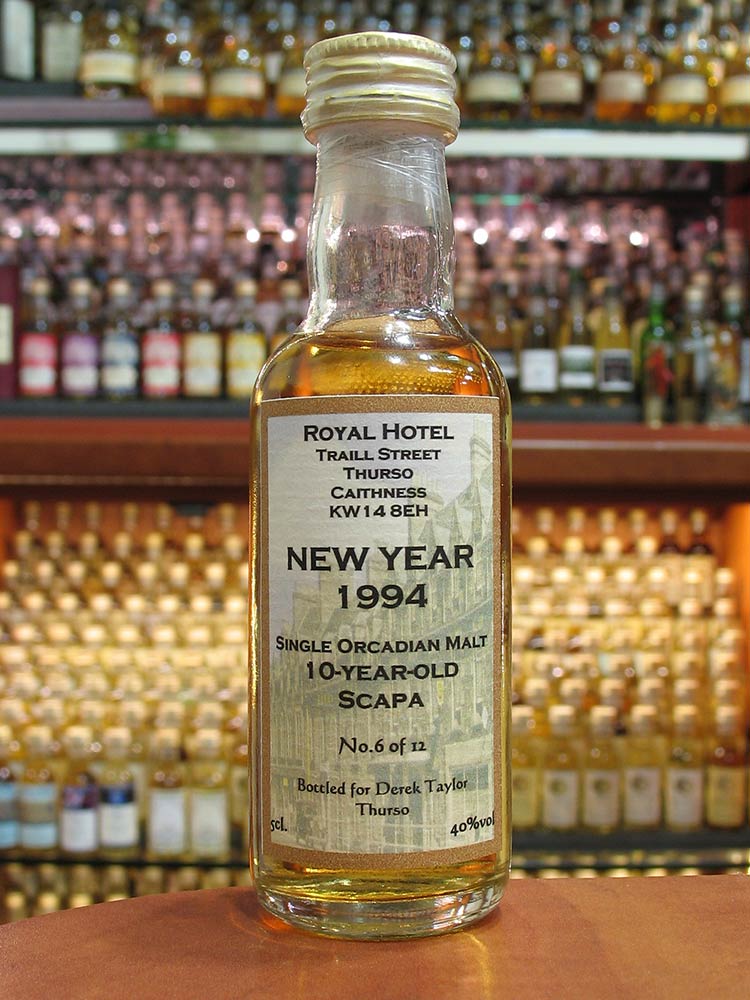 ROYAL HOTEL
TRAILL STREET
THURSO
CAITHNESS
KW14 8EH
NEW YEAR
1994
SINGLE ORCADIAN MALT
10-YEAR-OLD
SCAPA
No.6 of 12
Bottled for Derek Taylor
Thurso
5cl. 40%vol